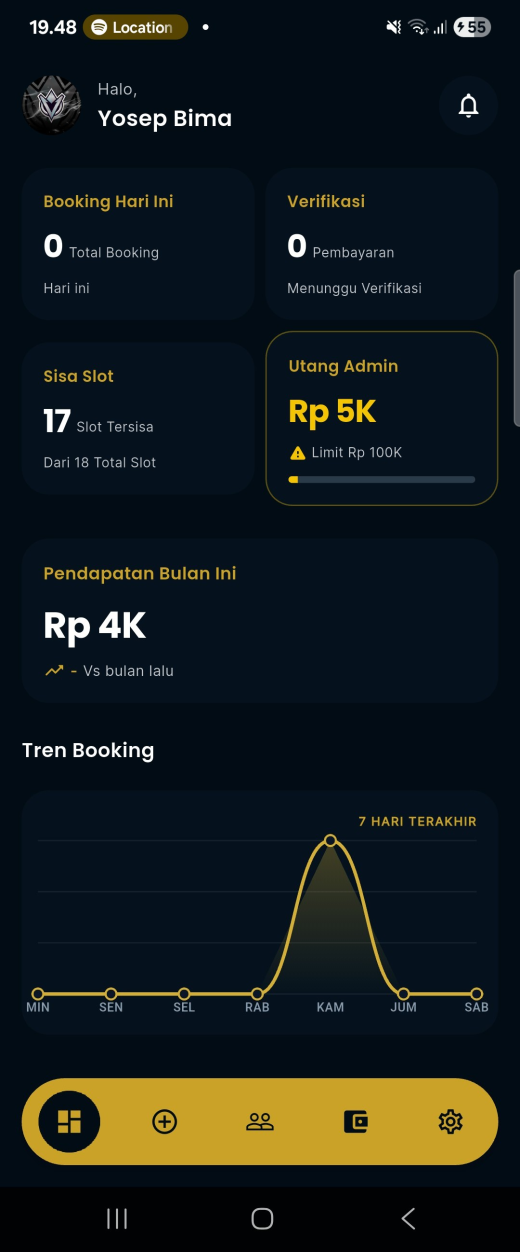 19.48 Location 55
Halo,
Yosep Bima
Booking Hari Ini
0 Total Booking
Hari ini
Verifikasi
0 Pembayaran
Menunggu Verifikasi
Sisa Slot
17 Slot Tersisa
Dari 18 Total Slot
Utang Admin
Rp 5K
Limit Rp 100K
Pendapatan Bulan Ini
Rp 4K
- Vs bulan lalu
Tren Booking
7 HARI TERAKHIR
MIN SEN SEL RAB KAM JUM SAB